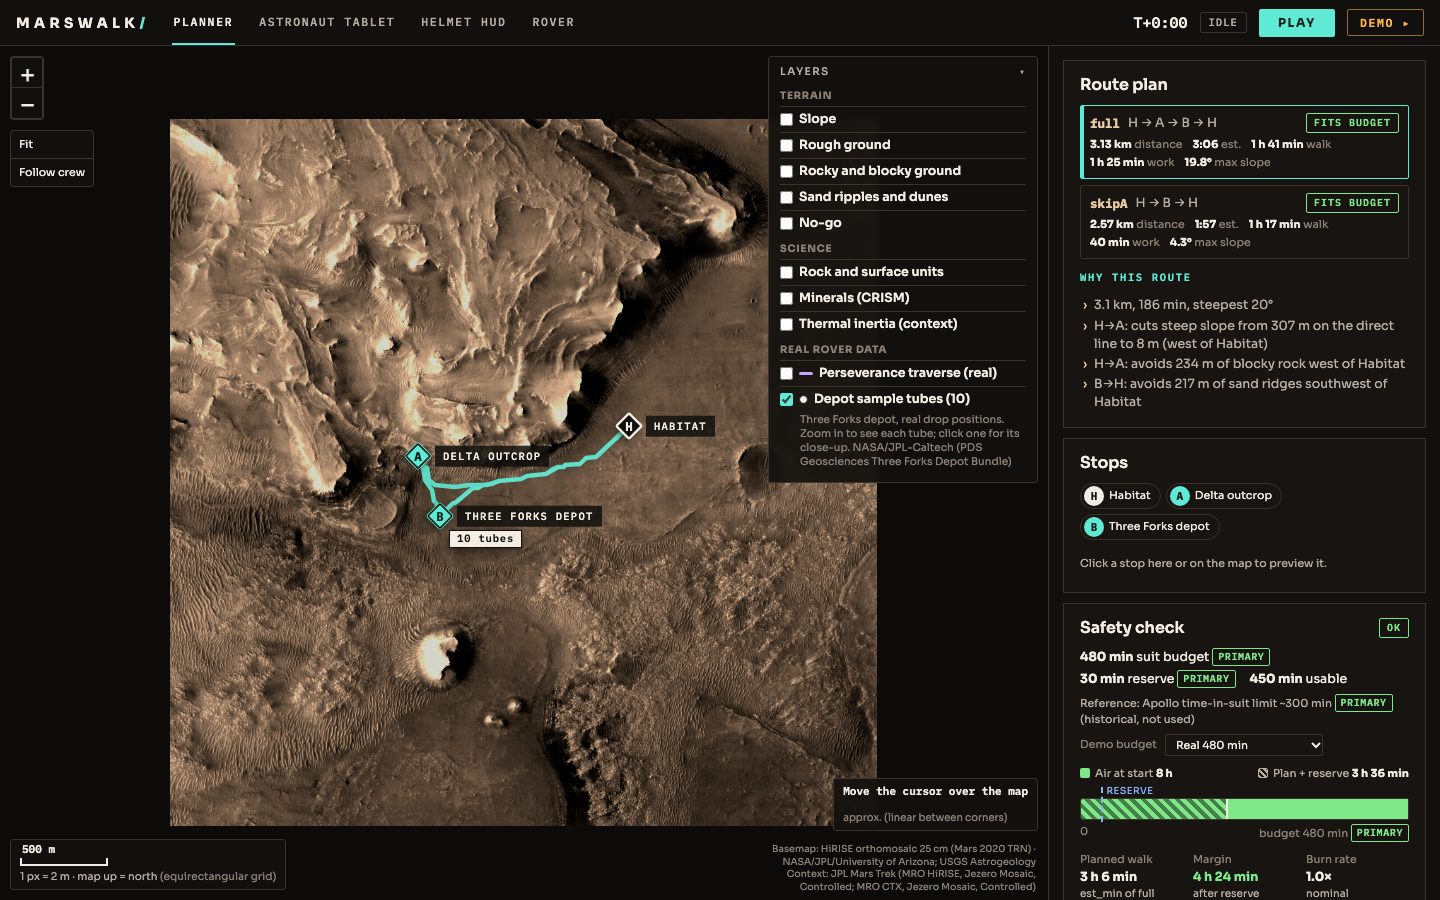 MARSWALK/ PLANNER ASTRONAUT TABLET HELMET HUD ROVER T+0:00 IDLE PLAY DEMO ▸
+
−
Fit
Follow crew
LAYERS ▾
TERRAIN
Slope
Rough ground
Rocky and blocky ground
Sand ripples and dunes
No-go
SCIENCE
Rock and surface units
Minerals (CRISM)
Thermal inertia (context)
REAL ROVER DATA
Perseverance traverse (real)
Depot sample tubes (10)
Three Forks depot, real drop positions.
Zoom in to see each tube; click one for its
close-up. NASA/JPL-Caltech (PDS
Geosciences Three Forks Depot Bundle)
H HABITAT
A DELTA OUTCROP
B THREE FORKS DEPOT
10 tubes
Move the cursor over the map
approx. (linear between corners)
500 m
1 px = 2 m · map up = north (equirectangular grid)
Basemap: HiRISE orthomosaic 25 cm (Mars 2020 TRN) ·
NASA/JPL/University of Arizona; USGS Astrogeology
Context: JPL Mars Trek (MRO HiRISE, Jezero Mosaic,
Controlled; MRO CTX, Jezero Mosaic, Controlled)
Route plan
full H → A → B → H FITS BUDGET
3.13 km distance 3:06 est. 1 h 41 min walk
1 h 25 min work 19.8° max slope
skipA H → B → H FITS BUDGET
2.57 km distance 1:57 est. 1 h 17 min walk
40 min work 4.3° max slope
WHY THIS ROUTE
› 3.1 km, 186 min, steepest 20°
› H→A: cuts steep slope from 307 m on the direct
line to 8 m (west of Habitat)
› H→A: avoids 234 m of blocky rock west of Habitat
› B→H: avoids 217 m of sand ridges southwest of
Habitat
Stops
H Habitat A Delta outcrop
B Three Forks depot
Click a stop here or on the map to preview it.
Safety check OK
480 min suit budget PRIMARY
30 min reserve PRIMARY 450 min usable
Reference: Apollo time-in-suit limit ~300 min PRIMARY
(historical, not used)
Demo budget Real 480 min
Air at start 8 h Plan + reserve 3 h 36 min
RESERVE
0 budget 480 min PRIMARY
Planned walk Margin Burn rate
3 h 6 min 4 h 24 min 1.0×
est_min of full after reserve nominal